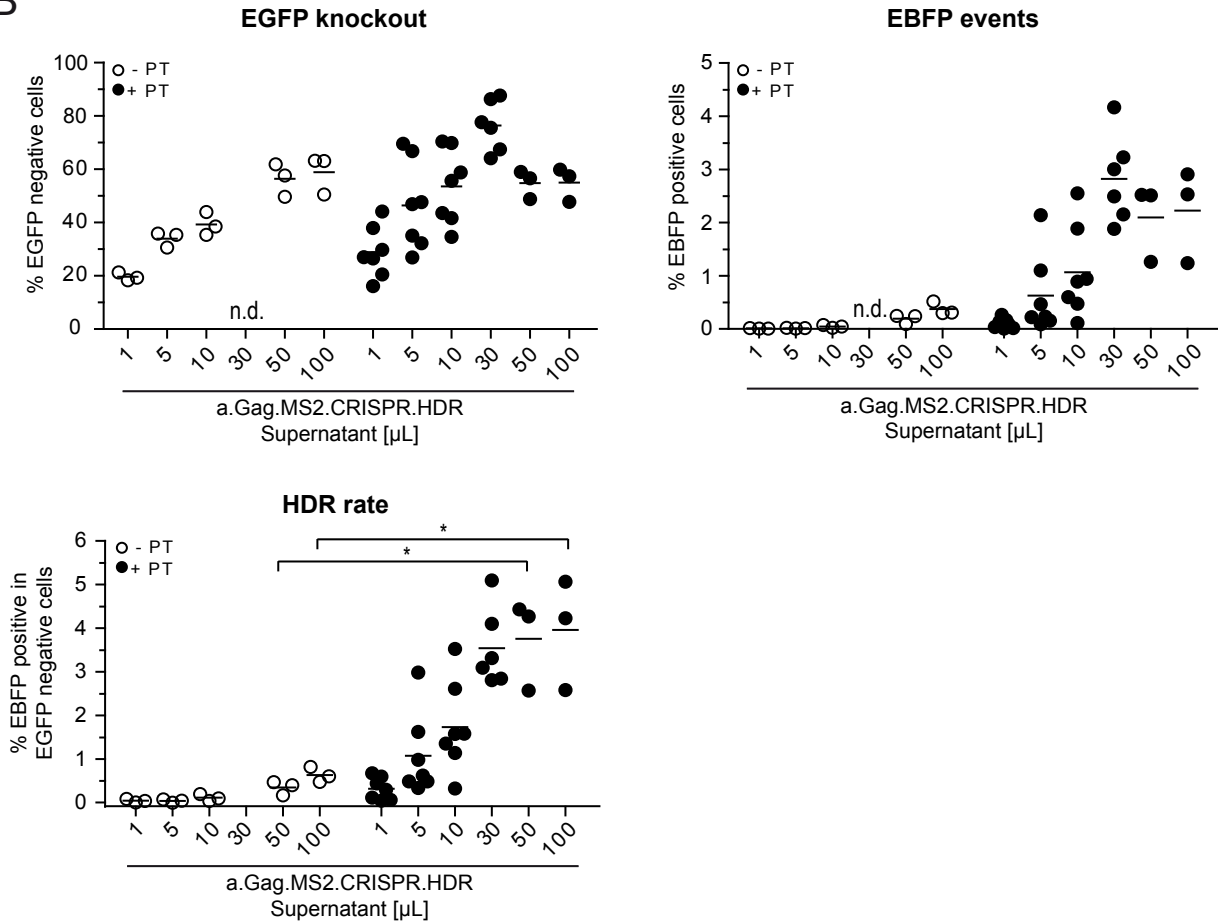 B
EGFP knockout
% EGFP negative cells
100
80
60
40
20
0
- PT
+ PT
n.d.
1 5 10 30 50 100 1 5 10 30 50 100
a.Gag.MS2.CRISPR.HDR
Supernatant [µL]
EBFP events
% EBFP positive cells
5
4
3
2
1
0
- PT
+ PT
n.d.
1 5 10 30 50 100 1 5 10 30 50 100
a.Gag.MS2.CRISPR.HDR
Supernatant [µL]
HDR rate
% EBFP positive in
EGFP negative cells
6
5
4
3
2
1
0
- PT
+ PT
*
*
1 5 10 30 50 100 1 5 10 30 50 100
a.Gag.MS2.CRISPR.HDR
Supernatant [µL]